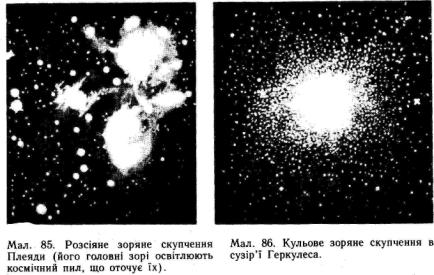 Мал. 85. Розсіяне зоряне скупчення
Плеяди (його головні зорі освітлюють
космічний пил, що оточує їх).
Мал. 86. Кульове зоряне скупчення в
сузір'ї Геркулеса.